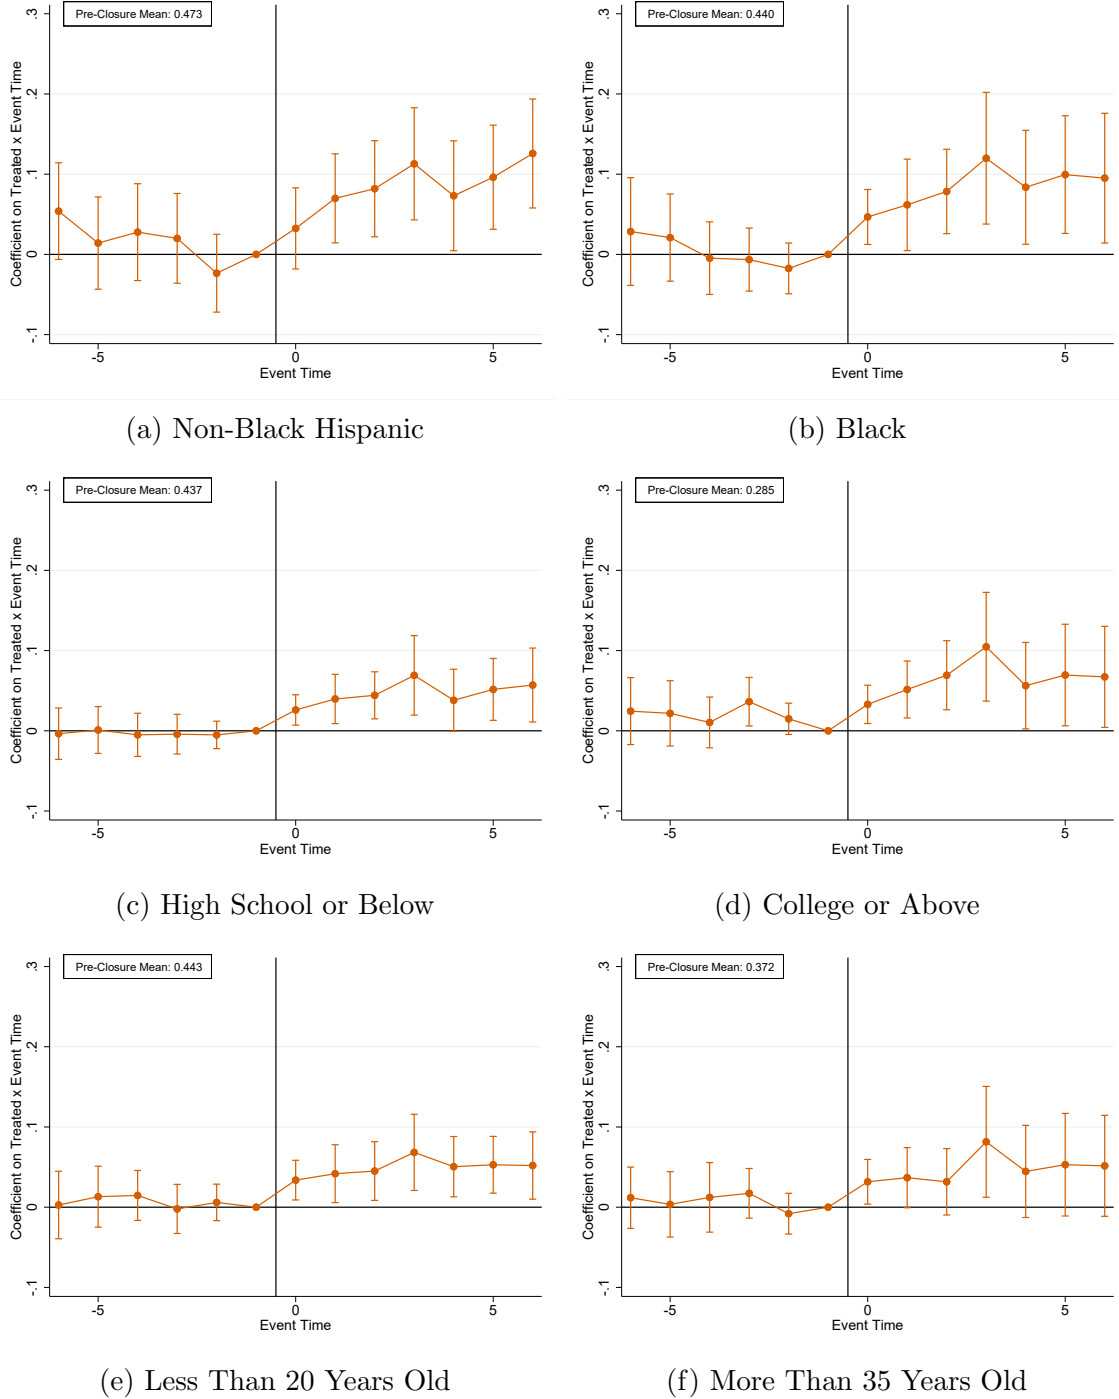 Pre-Closure Mean: 0.473
Coefficient on Treated x Event Time
.3
.2
.1
0
-.1
-5
0
5
Event Time
(a) Non-Black Hispanic
Pre-Closure Mean: 0.440
Coefficient on Treated x Event Time
.3
.2
.1
0
-.1
-5
0
5
Event Time
(b) Black
Pre-Closure Mean: 0.437
Coefficient on Treated x Event Time
.3
.2
.1
0
-.1
-5
0
5
Event Time
(c) High School or Below
Pre-Closure Mean: 0.285
Coefficient on Treated x Event Time
.3
.2
.1
0
-.1
-5
0
5
Event Time
(d) College or Above
Pre-Closure Mean: 0.443
Coefficient on Treated x Event Time
.3
.2
.1
0
-.1
-5
0
5
Event Time
(e) Less Than 20 Years Old
Pre-Closure Mean: 0.372
Coefficient on Treated x Event Time
.3
.2
.1
0
-.1
-5
0
5
Event Time
(f) More Than 35 Years Old